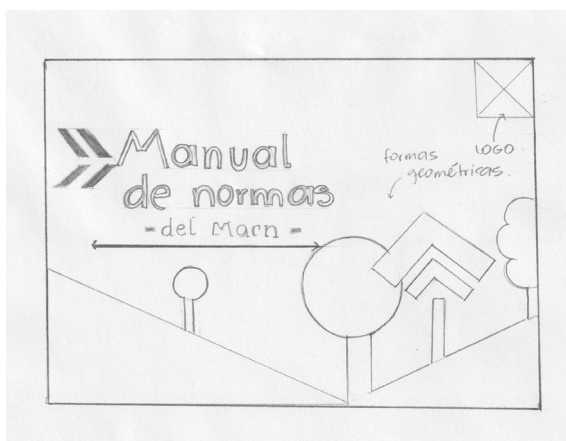 Manual
de normas
- del Marn -
formas
geométricas.
LOGO